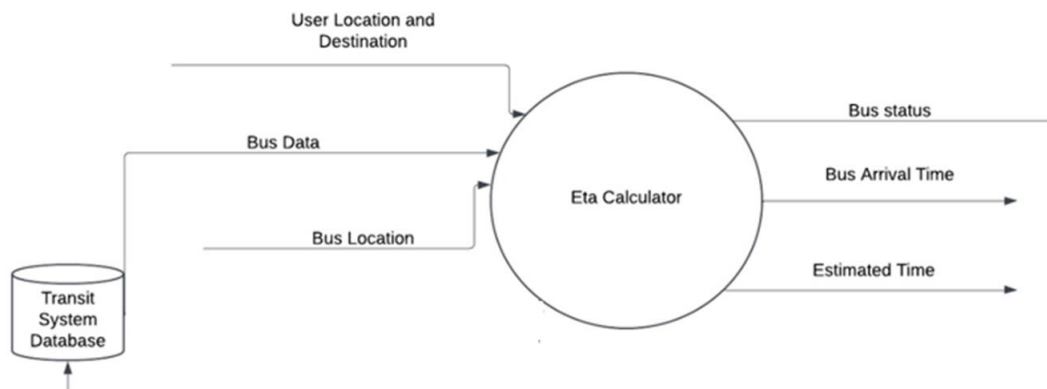 User Location and
Destination
Bus status
Bus Data
Bus Arrival Time
Eta Calculator
Bus Location
Estimated Time
Transit
System
Database